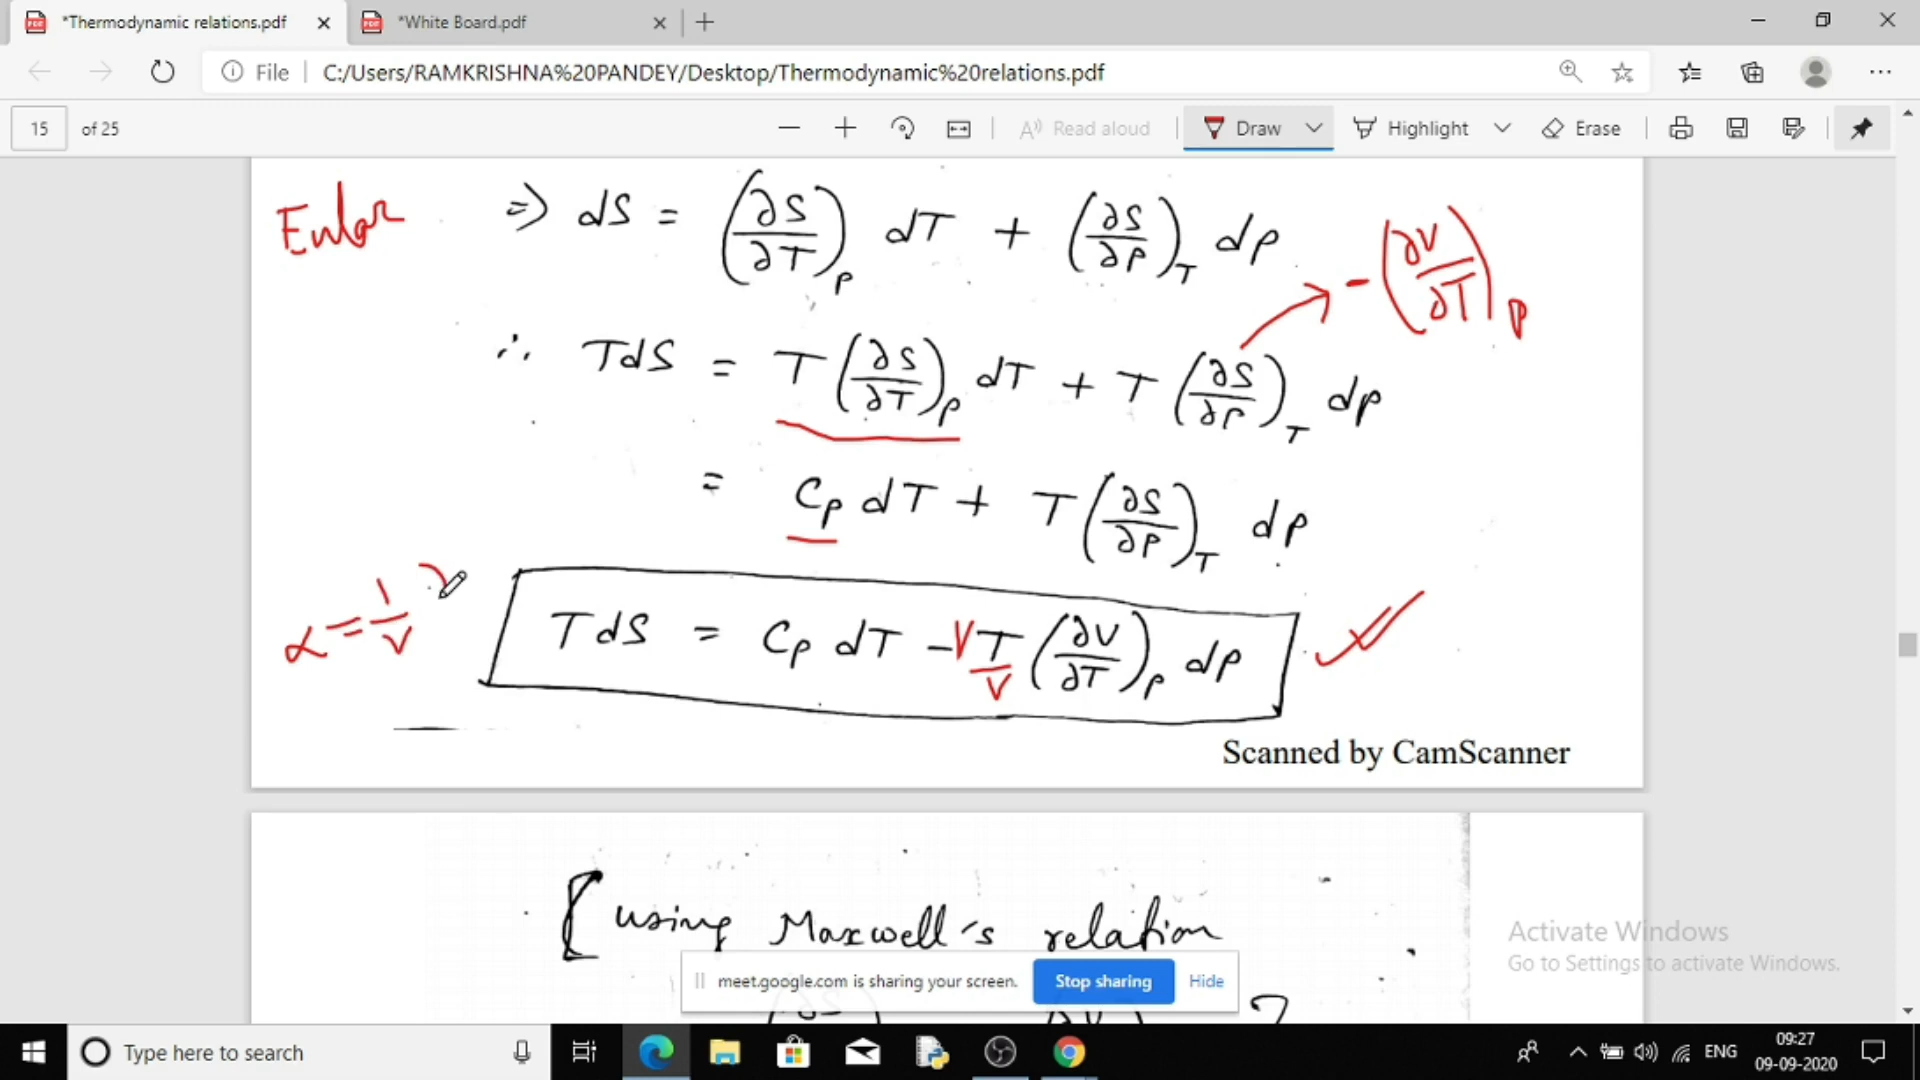 *Thermodynamic relations.pdf
*White Board.pdf
File C:/Users/RAMKRISHNA%20PANDEY/Desktop/Thermodynamic%20relations.pdf
15 of 25 Read aloud Draw Highlight Erase
Eulor ⇒ dS = (∂S/∂T)_P dT + (∂S/∂P)_T dp
-(∂V/∂T)_P
∴ TdS = T(∂S/∂T)_P dT + T(∂S/∂P)_T dp
= Cp dT + T(∂S/∂P)_T dp
α = 1/V
TdS = Cp dT - V T/V (∂V/∂T)_P dp
Scanned by CamScanner
[using Maxwell's relation
Activate Windows
Go to Settings to activate Windows.
meet.google.com is sharing your screen. Stop sharing Hide
Type here to search
ENG
09:27
09-09-2020